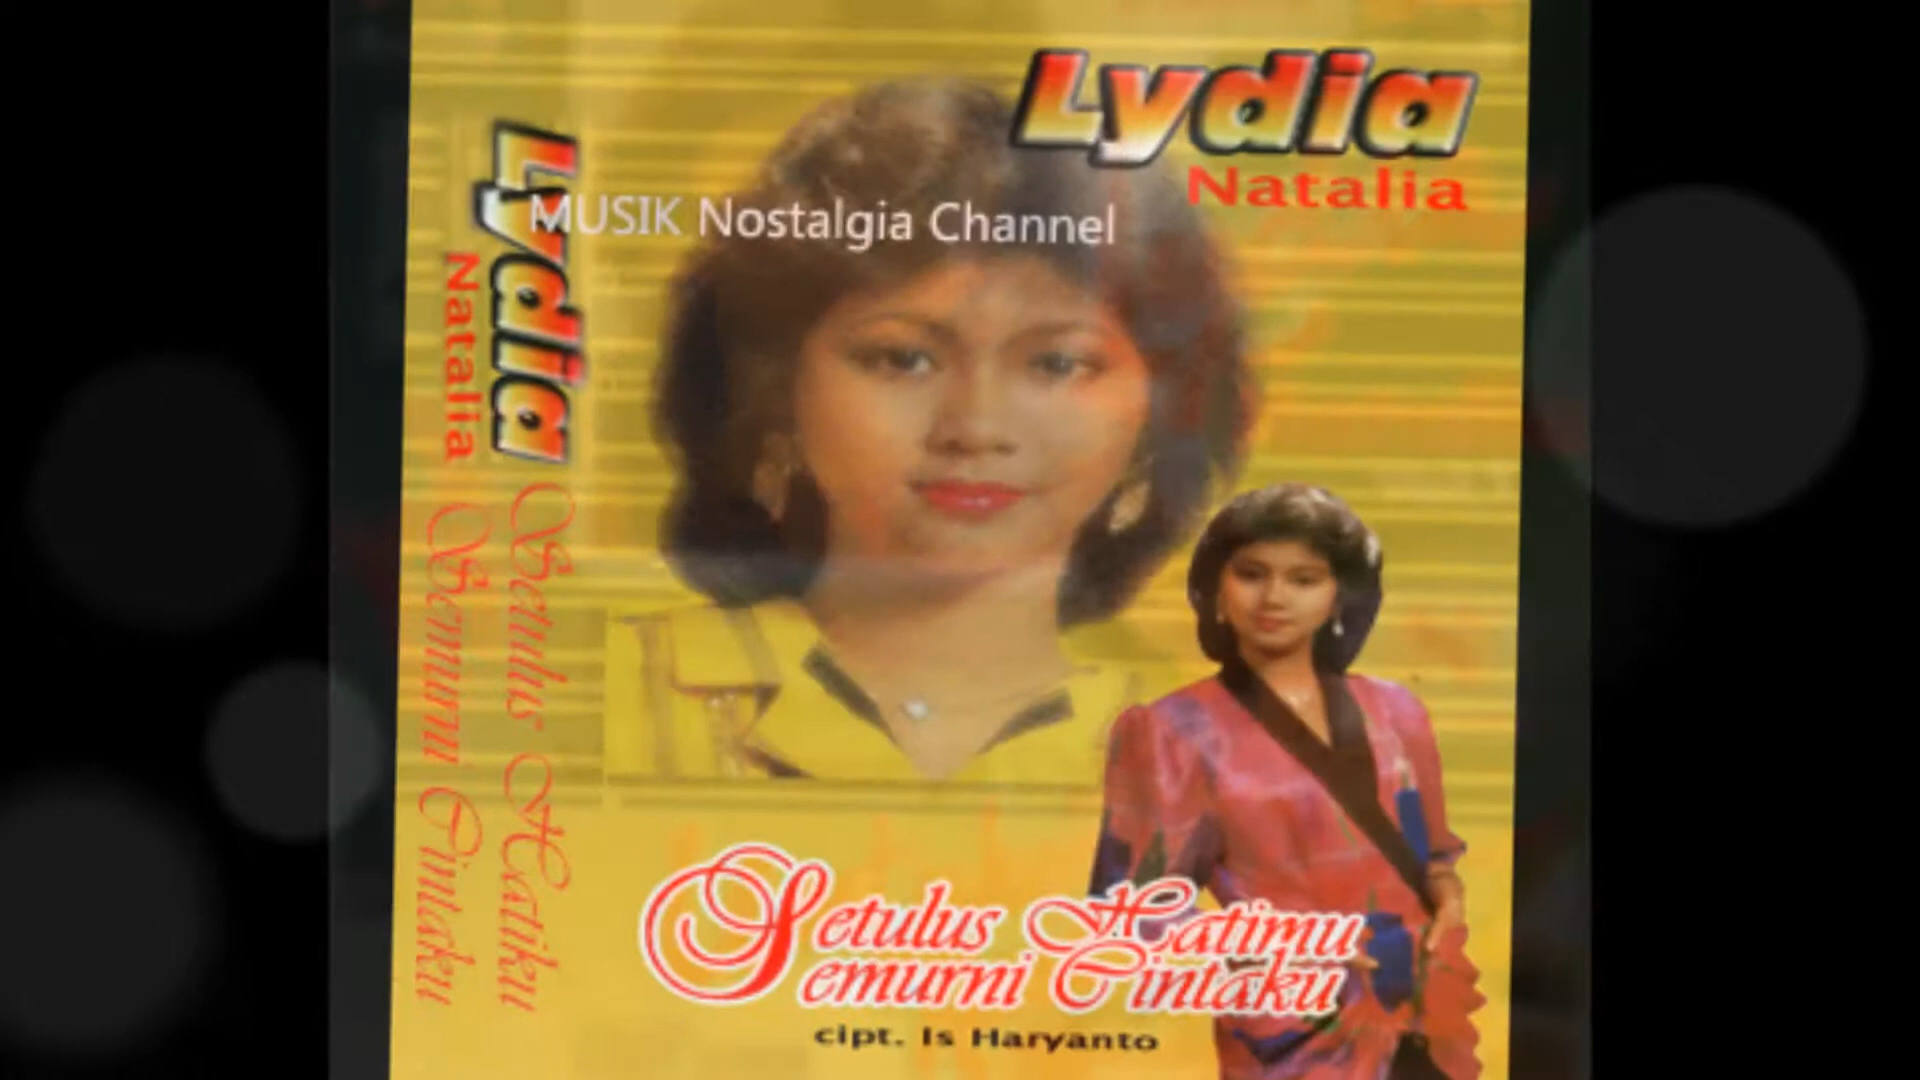 Lydia
Natalia
MUSIK Nostalgia Channel
Lydia
Natalia
Setulus Hatiku
Semurni Cintaku
Setulus Hatimu
Semurni Cintaku
cipt. Is Haryanto